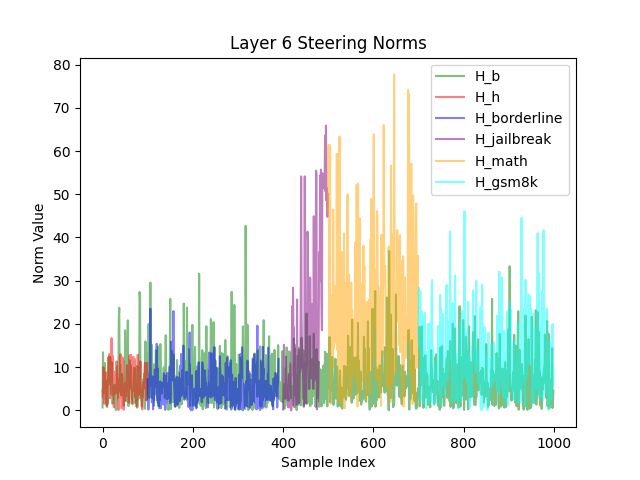 Layer 6 Steering Norms
80
70
60
50
40
30
20
10
0
Norm Value
H_b
H_h
H_borderline
H_jailbreak
H_math
H_gsm8k
0 200 400 600 800 1000
Sample Index